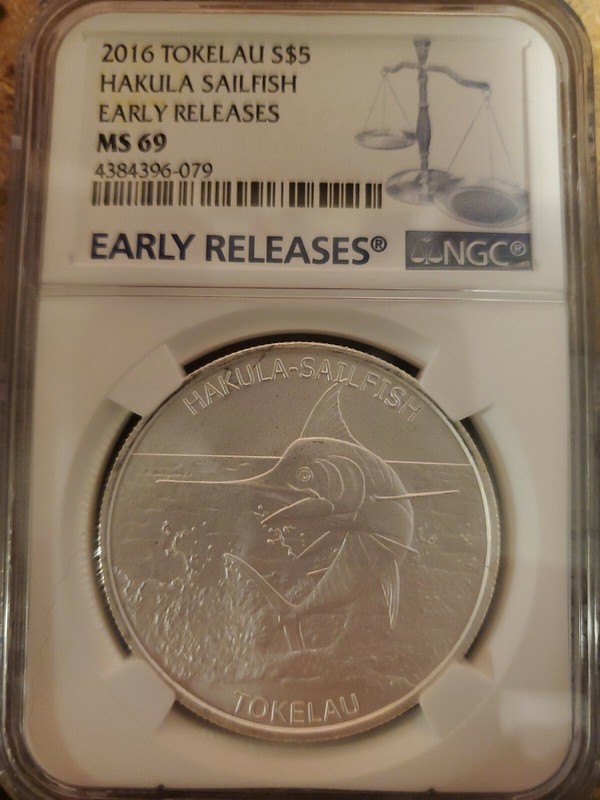 2016 TOKELAU S$5
HAKULA SAILFISH
EARLY RELEASES
MS 69
4384396-079
EARLY RELEASES®
NGC®
HAKULA-SAILFISH
TOKELAU